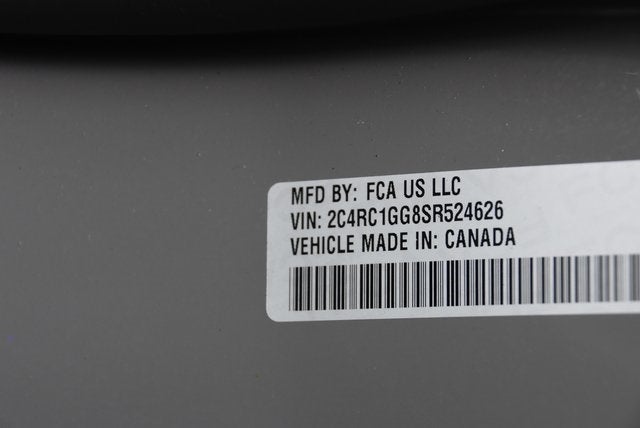 MFD BY: FCA US LLC
VIN: 2C4RC1GG8SR524626
VEHICLE MADE IN: CANADA